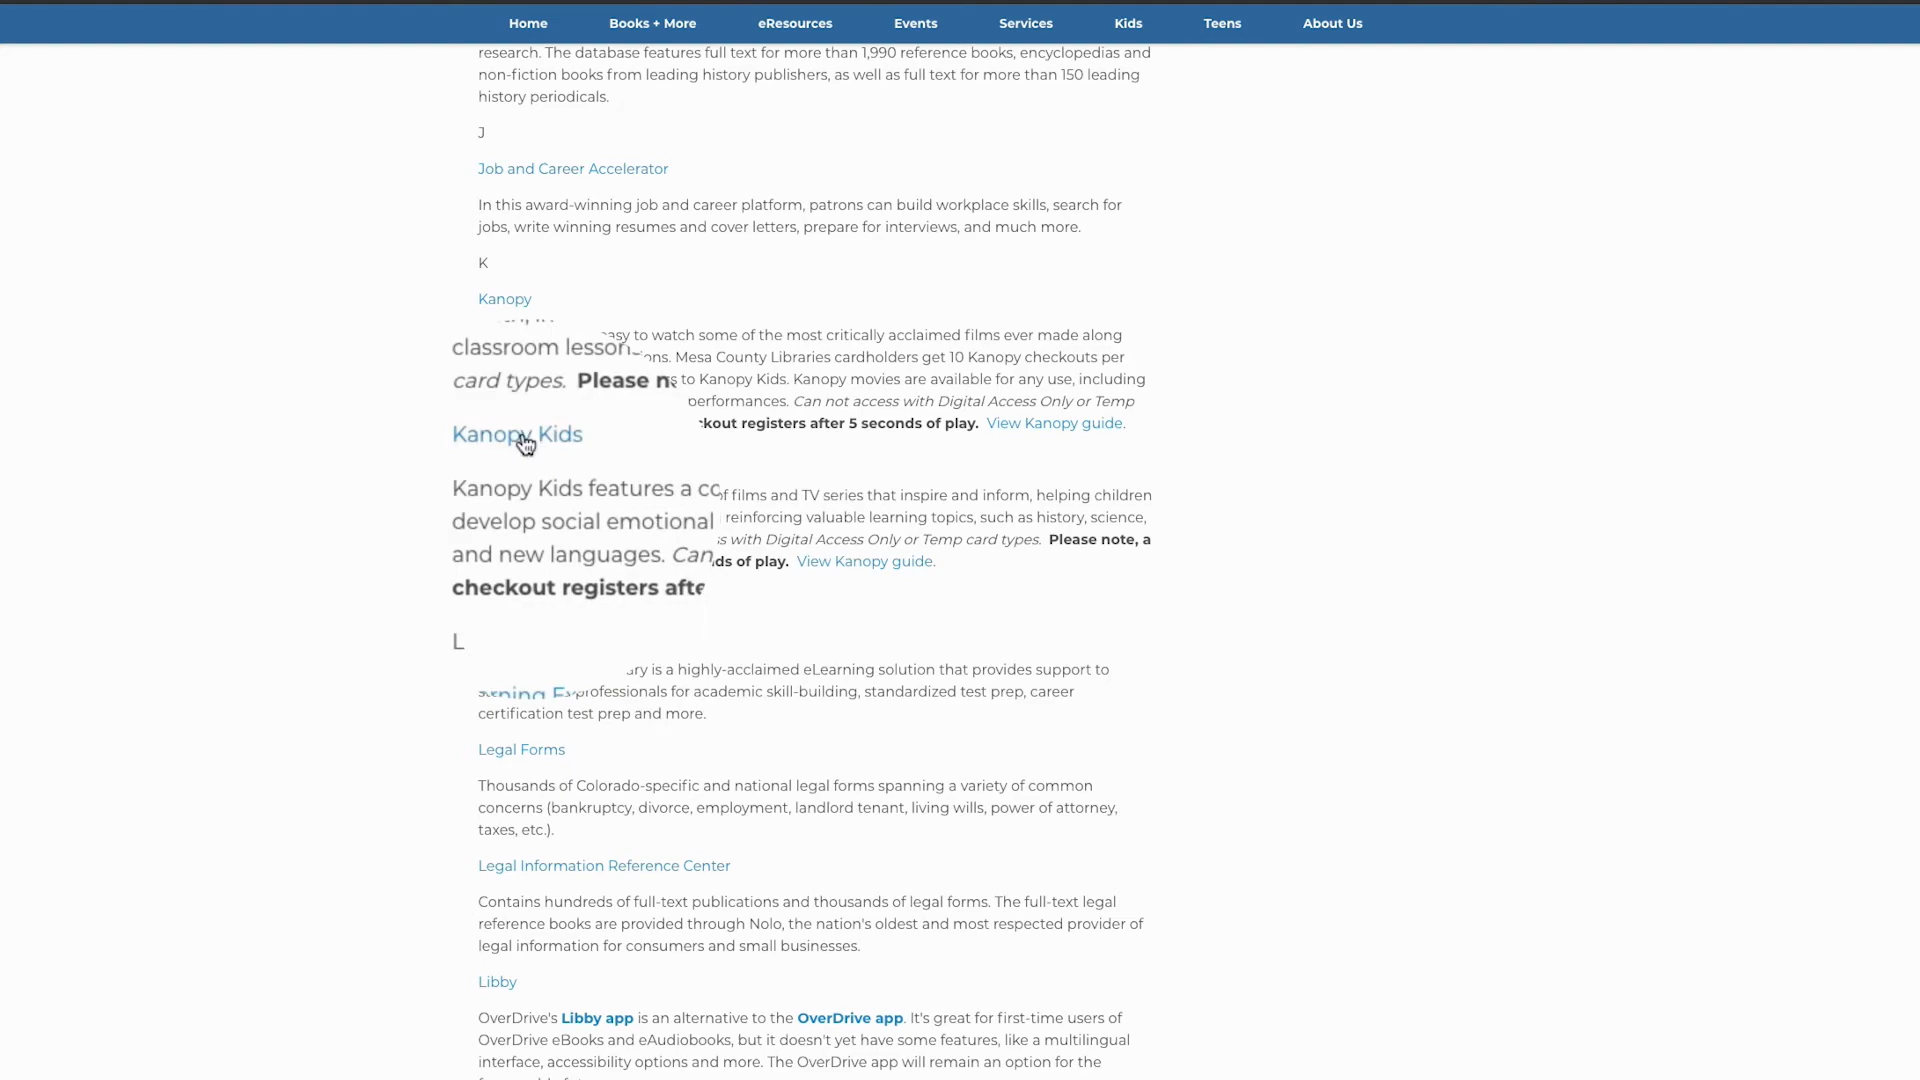 Home Books + More eResources Events Services Kids Teens About Us
research. The database features full text for more than 1,990 reference books, encyclopedias and
non-fiction books from leading history publishers, as well as full text for more than 150 leading
history periodicals.
J
Job and Career Accelerator
In this award-winning job and career platform, patrons can build workplace skills, search for
jobs, write winning resumes and cover letters, prepare for interviews, and much more.
K
Kanopy
to watch some of the most critically acclaimed films ever made along
classroom
Mesa County Libraries cardholders get 10 Kanopy checkouts per
card types. Please
to Kanopy Kids. Kanopy movies are available for any use, including
performances. Can not access with Digital Access Only or Temp
registers after 5 seconds of play. View Kanopy guide.
Kanopy Kids
Kanopy Kids features a
films and TV series that inspire and inform, helping children
develop social emotional
reinforcing valuable learning topics, such as history, science,
with Digital Access Only or Temp card types. Please note, a
and new languages. Can
of play. View Kanopy guide.
checkout registers
L
is a highly-acclaimed eLearning solution that provides support to
professionals for academic skill-building, standardized test prep, career
certification test prep and more.
Legal Forms
Thousands of Colorado-specific and national legal forms spanning a variety of common
concerns (bankruptcy, divorce, employment, landlord tenant, living wills, power of attorney,
taxes, etc.).
Legal Information Reference Center
Contains hundreds of full-text publications and thousands of legal forms. The full-text legal
reference books are provided through Nolo, the nation's oldest and most respected provider of
legal information for consumers and small businesses.
Libby
OverDrive's Libby app is an alternative to the OverDrive app. It's great for first-time users of
OverDrive eBooks and eAudiobooks, but it doesn't yet have some features, like a multilingual
interface, accessibility options and more. The OverDrive app will remain an option for the